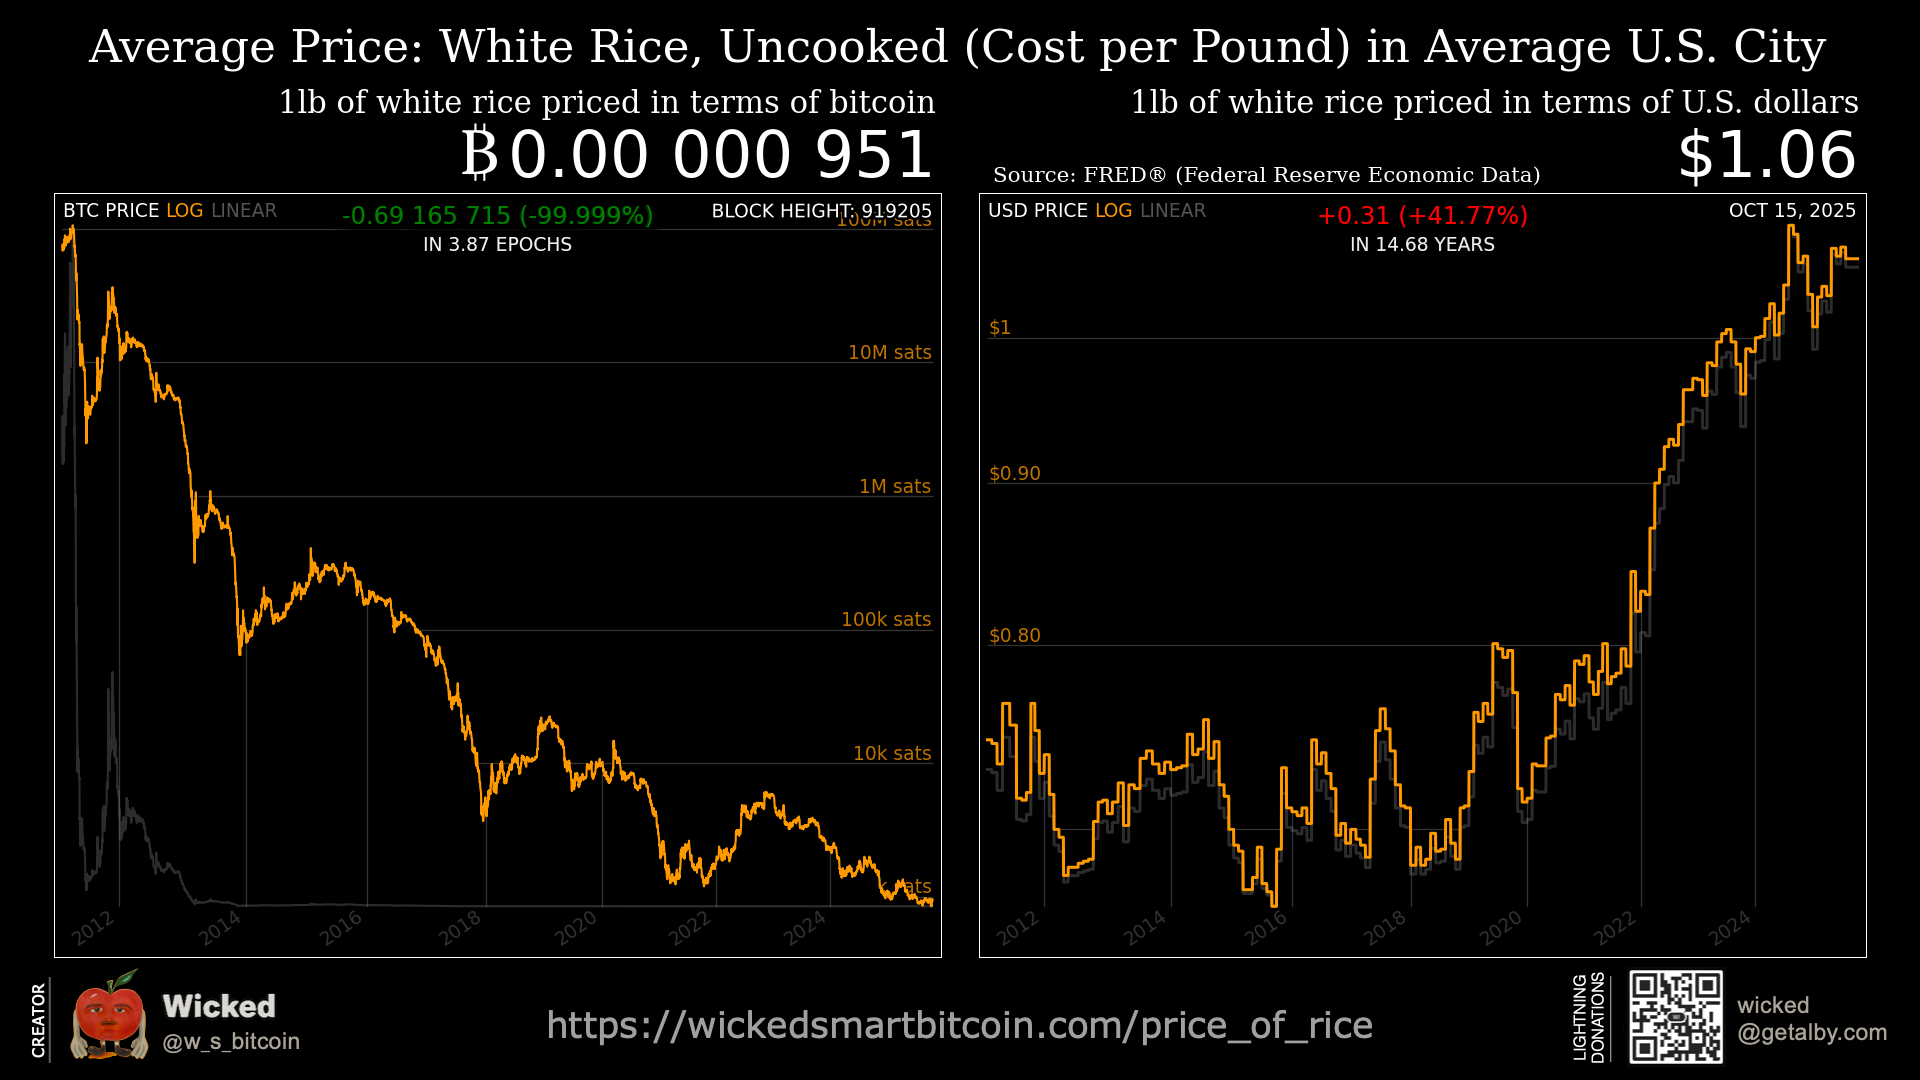 Average Price: White Rice, Uncooked (Cost per Pound) in Average U.S. City
1lb of white rice priced in terms of bitcoin
₿0.00 000 951
BTC PRICE LOG LINEAR
-0.69 165 715 (-99.999%)
IN 3.87 EPOCHS
BLOCK HEIGHT: 919205
100M sats
10M sats
1M sats
100k sats
10k sats
sats
2012
2014
2016
2018
2020
2022
2024
1lb of white rice priced in terms of U.S. dollars
$1.06
Source: FRED® (Federal Reserve Economic Data)
USD PRICE LOG LINEAR
+0.31 (+41.77%)
IN 14.68 YEARS
OCT 15, 2025
$1
$0.90
$0.80
2012
2014
2016
2018
2020
2022
2024
CREATOR
Wicked
@w_s_bitcoin
https://wickedsmartbitcoin.com/price_of_rice
LIGHTNING
DONATIONS
wicked
@getalby.com